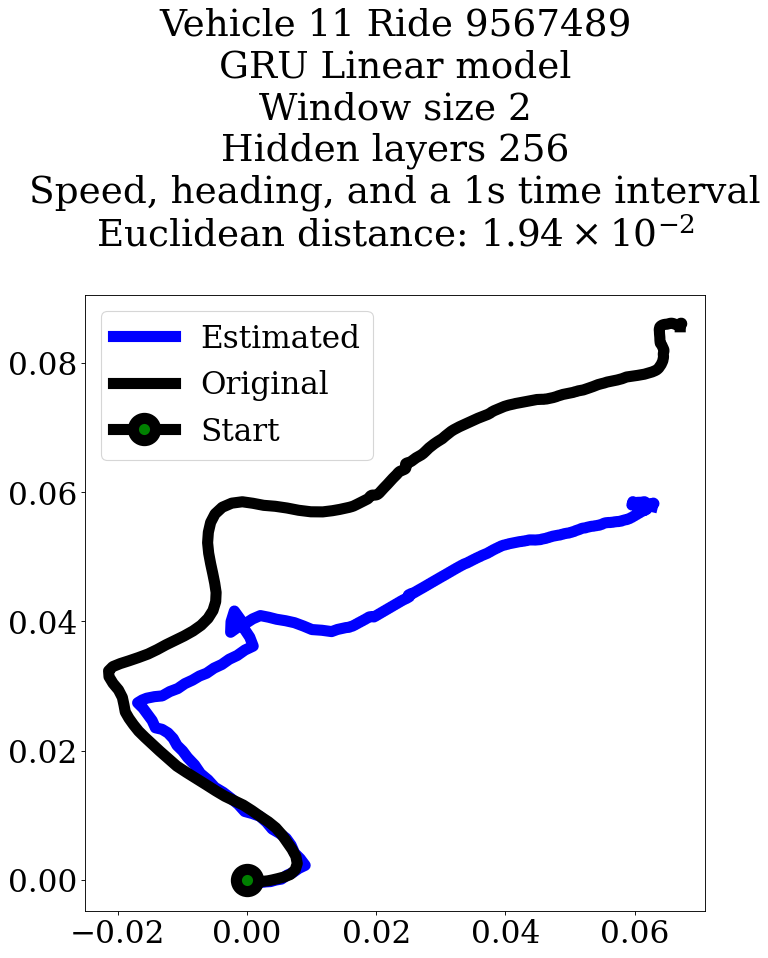 Vehicle 11 Ride 9567489
GRU Linear model
Window size 2
Hidden layers 256
Speed, heading, and a 1s time interval
Euclidean distance: 1.94 × 10⁻²
Estimated
Original
Start
0.08
0.06
0.04
0.02
0.00
−0.02 0.00 0.02 0.04 0.06